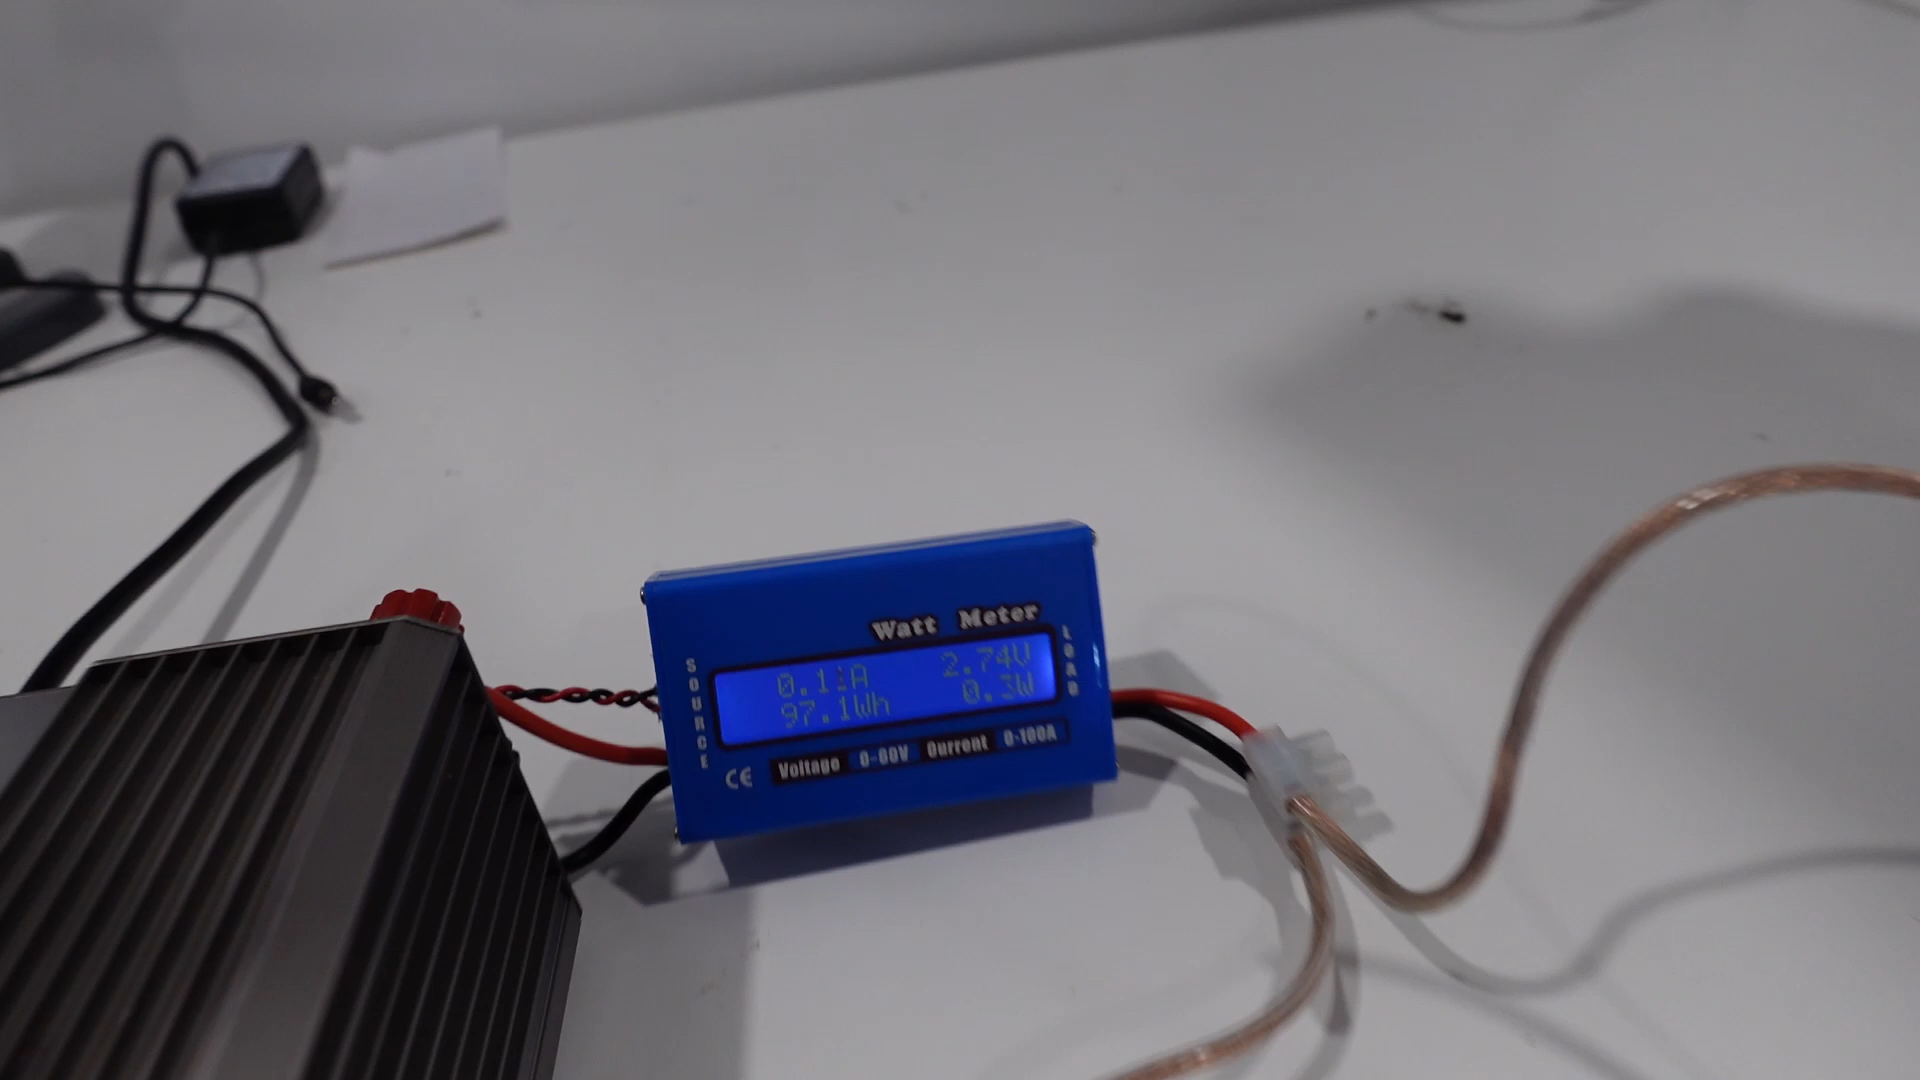 Watt Meter
SOURCE
0.11A 2.74V
97.1Wh 0.3W
LOAD
CE Voltage 0-60V Current 0-100A